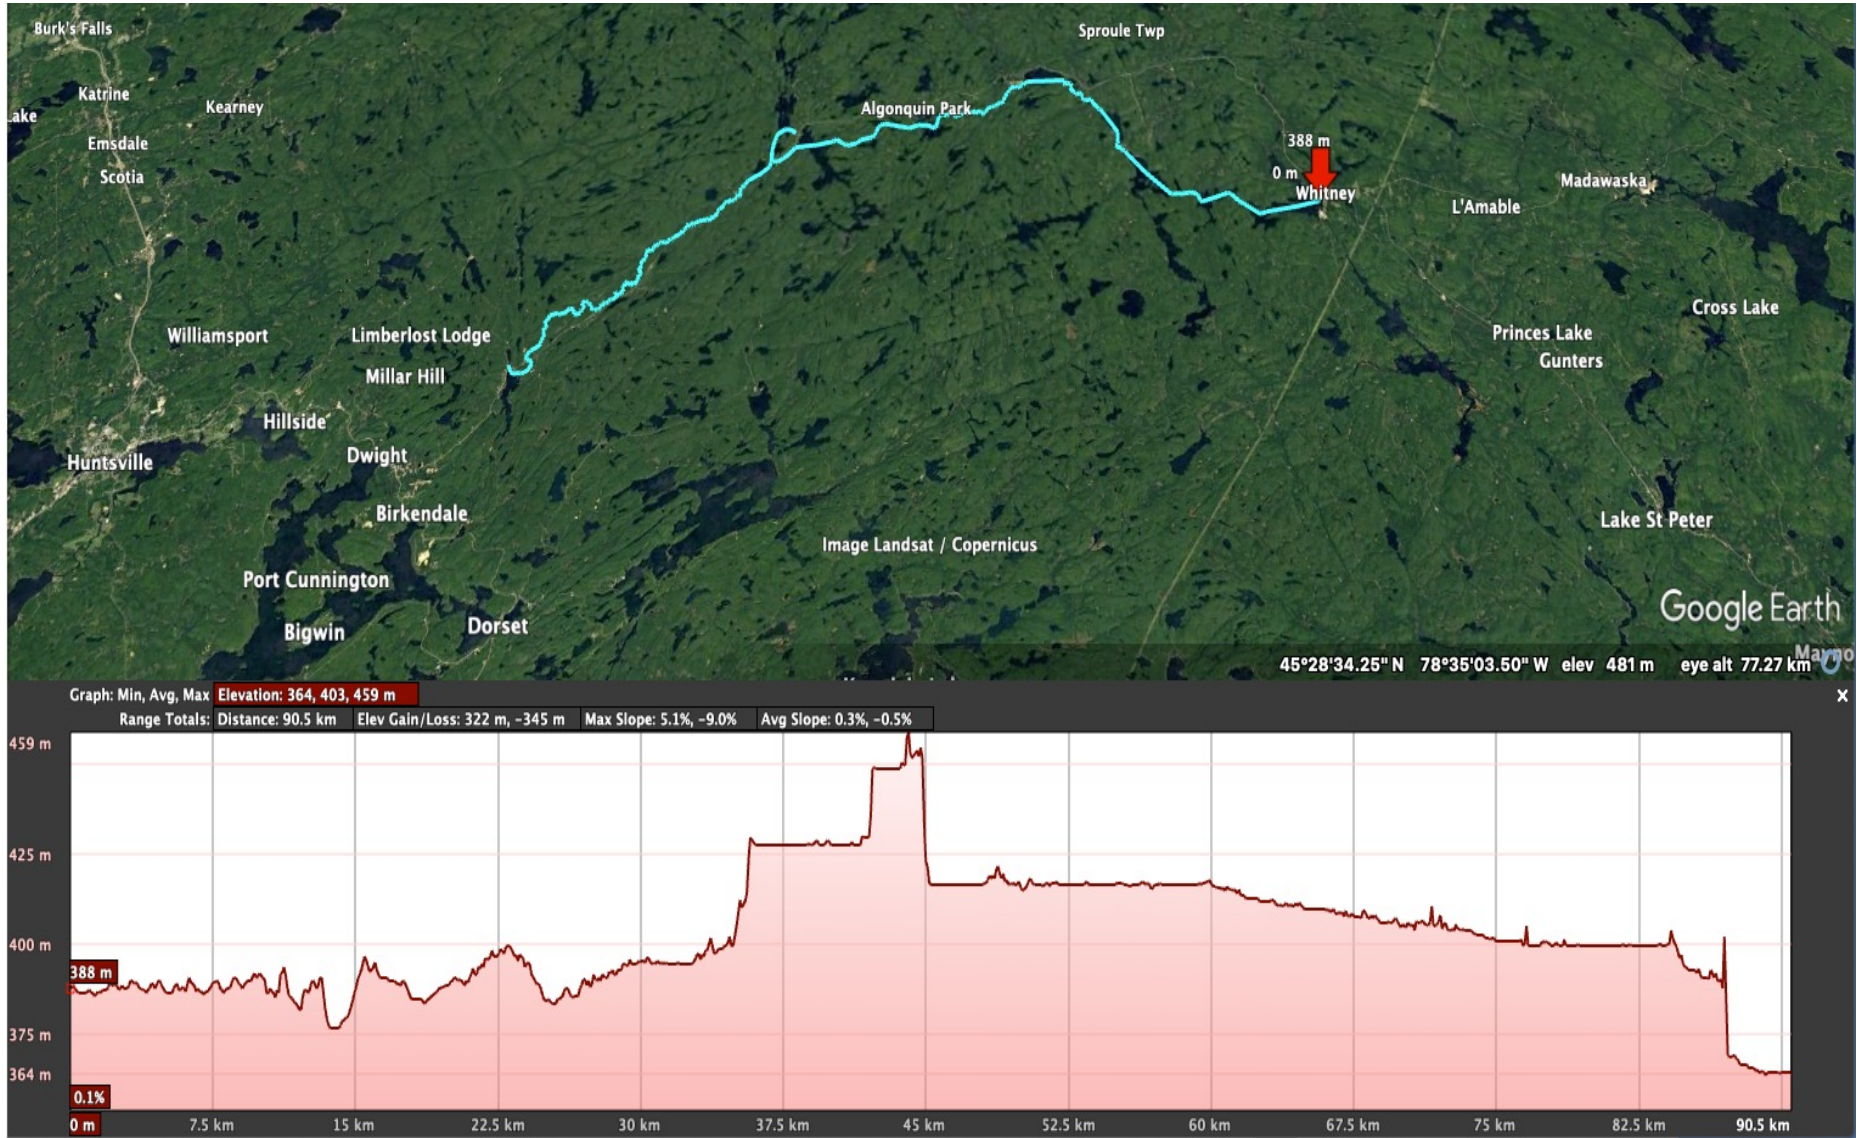 Burk's Falls
Sproule Twp
Katrine
Kearney
Algonquin Park
Lake
Emsdale
388 m
Scotia
0 m
Whitney
Madawaska
L'Amable
Cross Lake
Williamsport
Limberlost Lodge
Princes Lake
Gunters
Millar Hill
Hillside
Dwight
Huntsville
Birkendale
Lake St Peter
Image Landsat / Copernicus
Port Cunnington
Google Earth
Dorset
Bigwin
45°28'34.25" N 78°35'03.50" W elev 481 m eye alt 77.27 km
Graph: Min, Avg, Max Elevation: 364, 403, 459 m
X
Range Totals: Distance: 90.5 km Elev Gain/Loss: 322 m, -345 m Max Slope: 5.1%, -9.0% Avg Slope: 0.3%, -0.5%
459 m
425 m
400 m
388 m
375 m
364 m
0.1%
0 m 7.5 km 15 km 22.5 km 30 km 37.5 km 45 km 52.5 km 60 km 67.5 km 75 km 82.5 km 90.5 km